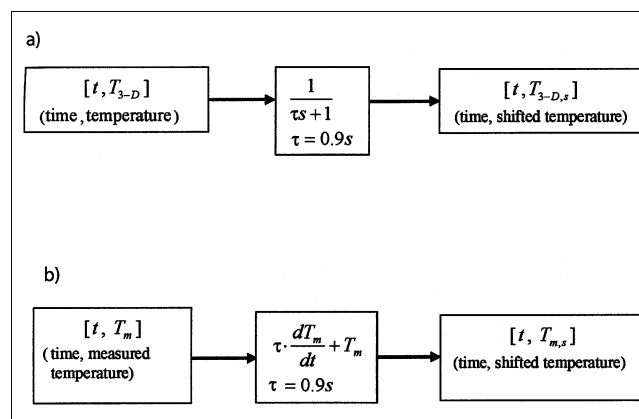 a)
[t, T3-D]
(time, temperature)
1
τs+1
τ = 0.9s
[t, T3-D,s]
(time, shifted temperature)
b)
[t, Tm]
(time, measured
temperature)
τ · dTm/dt + Tm
τ = 0.9s
[t, Tm,s]
(time, shifted temperature)